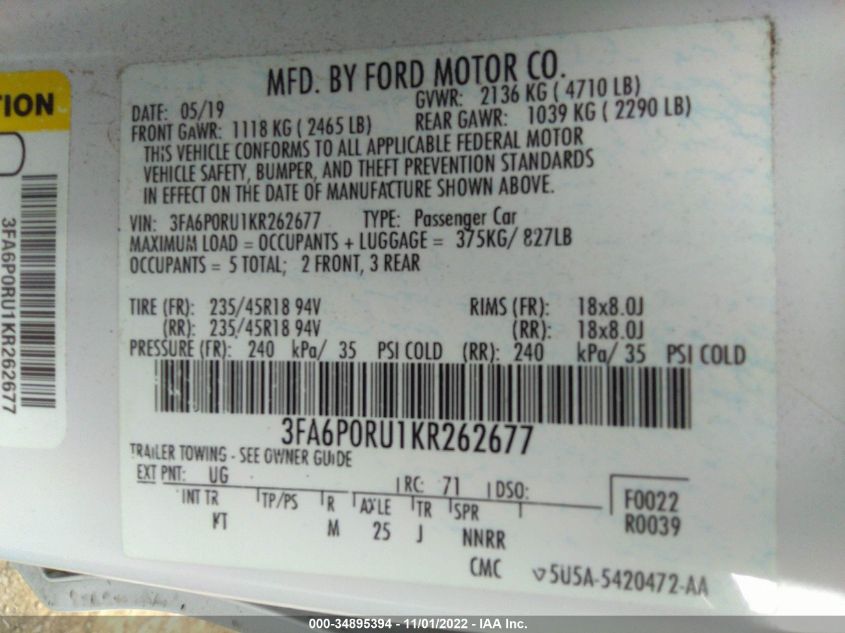 TION
3FA6P0RU1KR262677
MFD. BY FORD MOTOR CO.
DATE: 05/19 GVWR: 2136 KG ( 4710 LB)
FRONT GAWR: 1118 KG ( 2465 LB) REAR GAWR: 1039 KG ( 2290 LB)
THIS VEHICLE CONFORMS TO ALL APPLICABLE FEDERAL MOTOR
VEHICLE SAFETY, BUMPER, AND THEFT PREVENTION STANDARDS
IN EFFECT ON THE DATE OF MANUFACTURE SHOWN ABOVE.
VIN: 3FA6P0RU1KR262677 TYPE: Passenger Car
MAXIMUM LOAD = OCCUPANTS + LUGGAGE = 375KG/ 827LB
OCCUPANTS = 5 TOTAL; 2 FRONT, 3 REAR
TIRE (FR): 235/45R18 94V RIMS (FR): 18x8.0J
(RR): 235/45R18 94V (RR): 18x8.0J
PRESSURE (FR): 240 kPa/ 35 PSI COLD (RR): 240 kPa/ 35 PSI COLD
3FA6P0RU1KR262677
TRAILER TOWING - SEE OWNER GUIDE
EXT PNT: UG RC: 71 DSO:
INT TR TP/PS R AXLE TR SPR
KT M 25 J NNRR
F0022
R0039
CMC 5U5A-5420472-AA
000-34895394 - 11/01/2022 - IAA Inc.